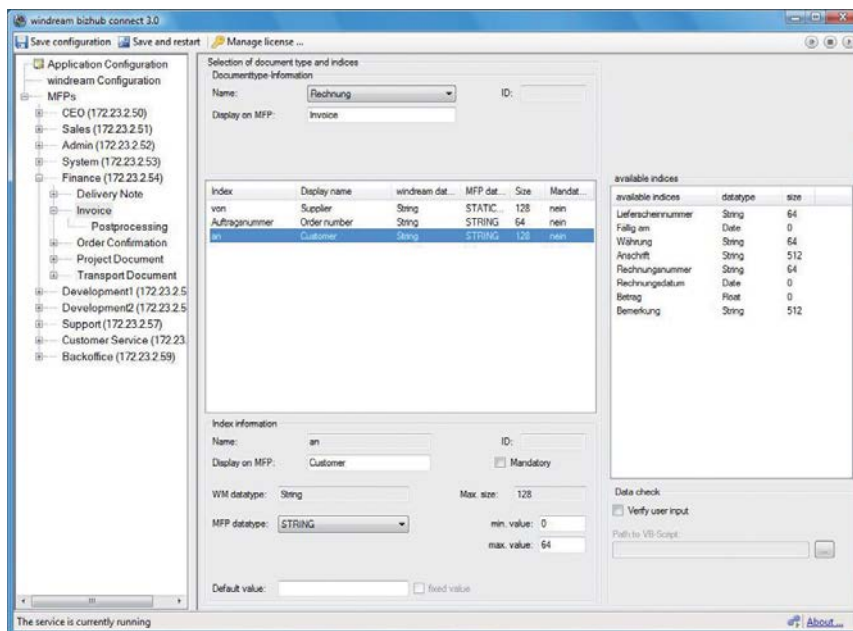 windream bizhub connect 3.0
Save configuration Save and restart Manage license ...
Application Configuration
windream Configuration
MFPs
CEO (172.23.2.50)
Sales (172.23.2.51)
Admin (172.23.2.52)
System (172.23.2.53)
Finance (172.23.2.54)
Delivery Note
Invoice
Postprocessing
Order Confirmation
Project Document
Transport Document
Development1 (172.23.2.5
Development2 (172.23.2.5
Support (172.23.2.57)
Customer Service (172.23.
Backoffice (172.23.2.59)
Selection of document type and indices
Documenttype-Information
Name: Rechnung ID:
Display on MFP: Invoice
Index Display name windream dat... MFP dat... Size Mandat...
von Supplier String STATIC... 128 nein
Auftragsnummer Order number String STRING 64 nein
an Customer String STRING 128 nein
available indices
available indices datatype size
Lieferscheinnummer String 64
Fällig am Date 0
Währung String 64
Anschrift String 512
Rechnungsnummer String 64
Rechnungsdatum Date 0
Betrag Float 0
Bemerkung String 512
Index information
Name: an ID:
Display on MFP: Customer Mandatory
WM datatype: String Max. size: 128
MFP datatype: STRING min. value: 0
max. value: 64
Default value: fixed value
Data check
Verify user input
Path to VB-Script:
...
The service is currently running About ...